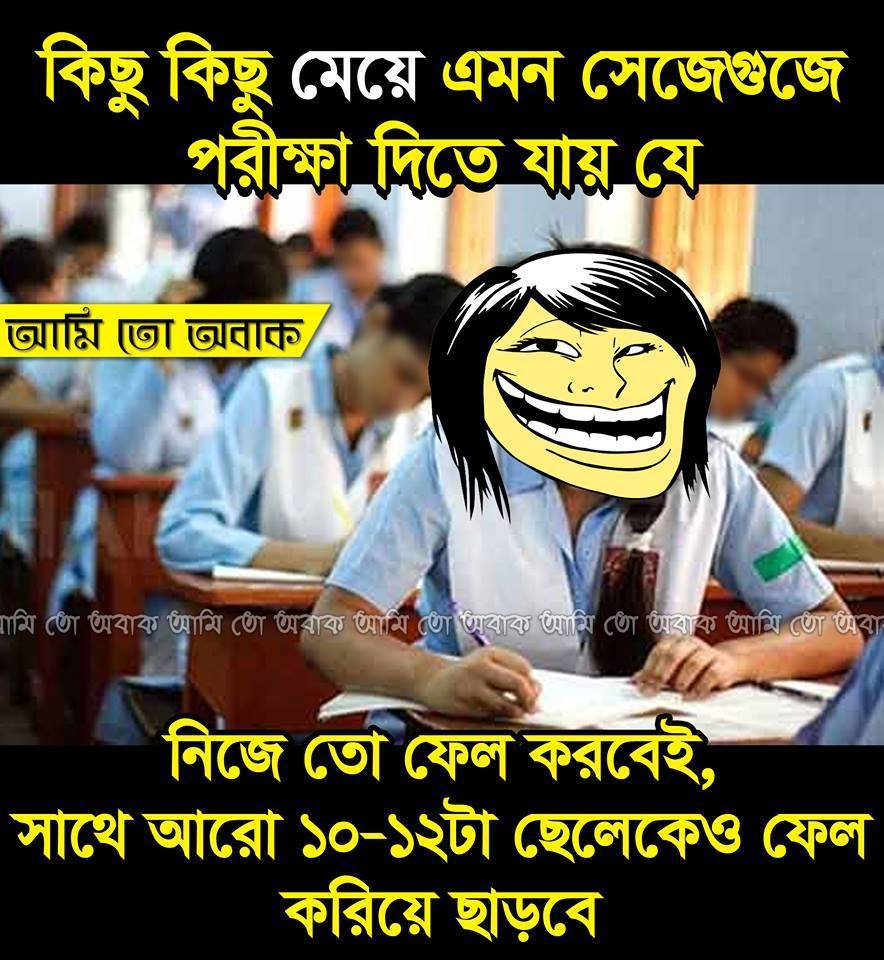 কিছু কিছু মেয়ে এমন সেজেগুজে
পরীক্ষা দিতে যায় যে
আমি তো অবাক
আমি তো অবাক আমি তো অবাক আমি তো অবাক আমি তো অবাক আমি তো অবাক
নিজে তো ফেল করবেই,
সাথে আরো ১০-১২টা ছেলেকেও ফেল
করিয়ে ছাড়বে